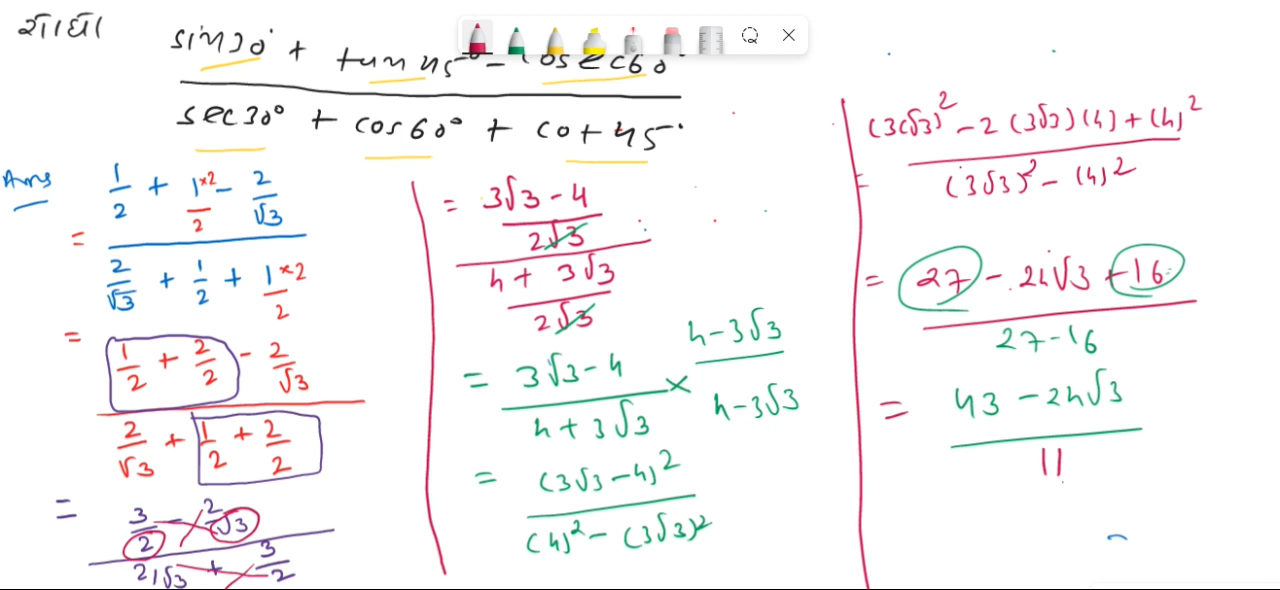 शोधा
sin30° + tan 45° - cosec60°
sec30° + cos60° + cot 45°
Ans
= 1/2 + 1×2/2 - 2/√3
2/√3 + 1/2 + 1×2/2
= 1/2 + 2/2 - 2/√3
2/√3 + 1/2 + 2/2
= 3/2 - 2/√3
2/√3 + 3/2
= 3√3 - 4
2√3
4 + 3√3
2√3
= 3√3 - 4 × 4 - 3√3
4 + 3√3 4 - 3√3
= (3√3 - 4)²
(4)² - (3√3)²
= (3√3)² - 2 (3√3) (4) + (4)²
(3√3)² - (4)²
= 27 - 24√3 + 16
27 - 16
= 43 - 24√3
11